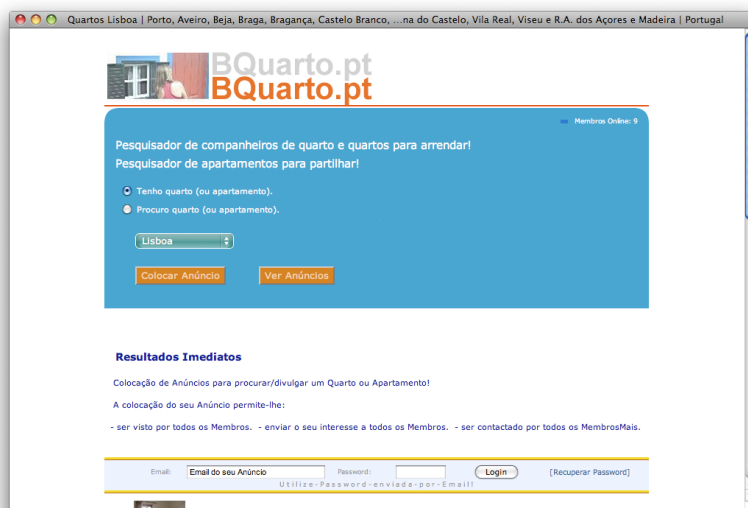 Quartos Lisboa | Porto, Aveiro, Beja, Braga, Bragança, Castelo Branco, ...na do Castelo, Vila Real, Viseu e R.A. dos Açores e Madeira | Portugal
BQuarto.pt
BQuarto.pt
Membros Online: 9
Pesquisador de companheiros de quarto e quartos para arrendar!
Pesquisador de apartamentos para partilhar!
Tenho quarto (ou apartamento).
Procuro quarto (ou apartamento).
Lisboa
Colocar Anúncio Ver Anúncios
Resultados Imediatos
Colocação de Anúncios para procurar/divulgar um Quarto ou Apartamento!
A colocação do seu Anúncio permite-lhe:
- ser visto por todos os Membros. - enviar o seu interesse a todos os Membros. - ser contactado por todos os MembrosMais.
Email: Email do seu Anúncio Password: Login [Recuperar Password]
Utilize-Password-enviada-por-Email!